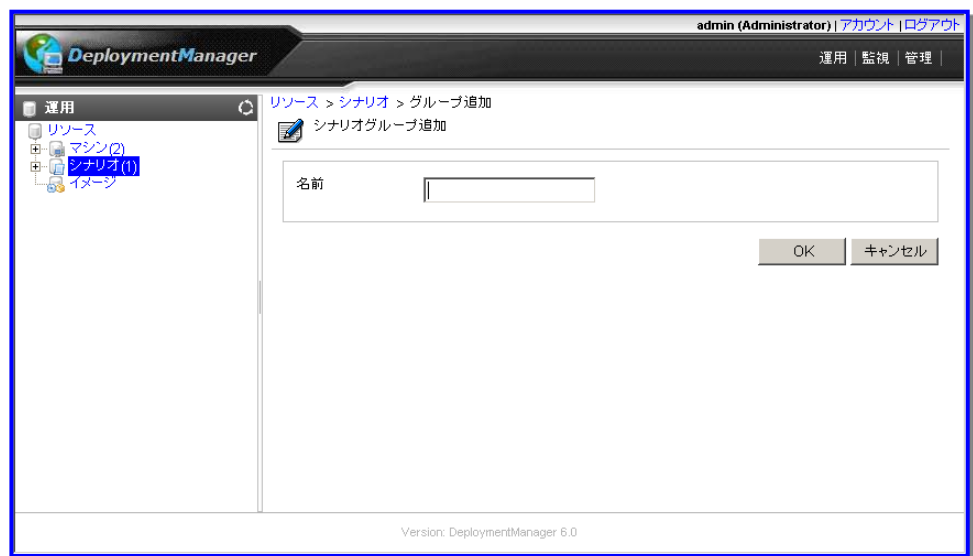 admin (Administrator) | アカウント | ログアウト
DeploymentManager
運用 | 監視 | 管理 |
運用
リソース
マシン(2)
シナリオ(1)
イメージ
リソース > シナリオ > グループ追加
シナリオグループ追加
名前
OK キャンセル
Version: DeploymentManager 6.0